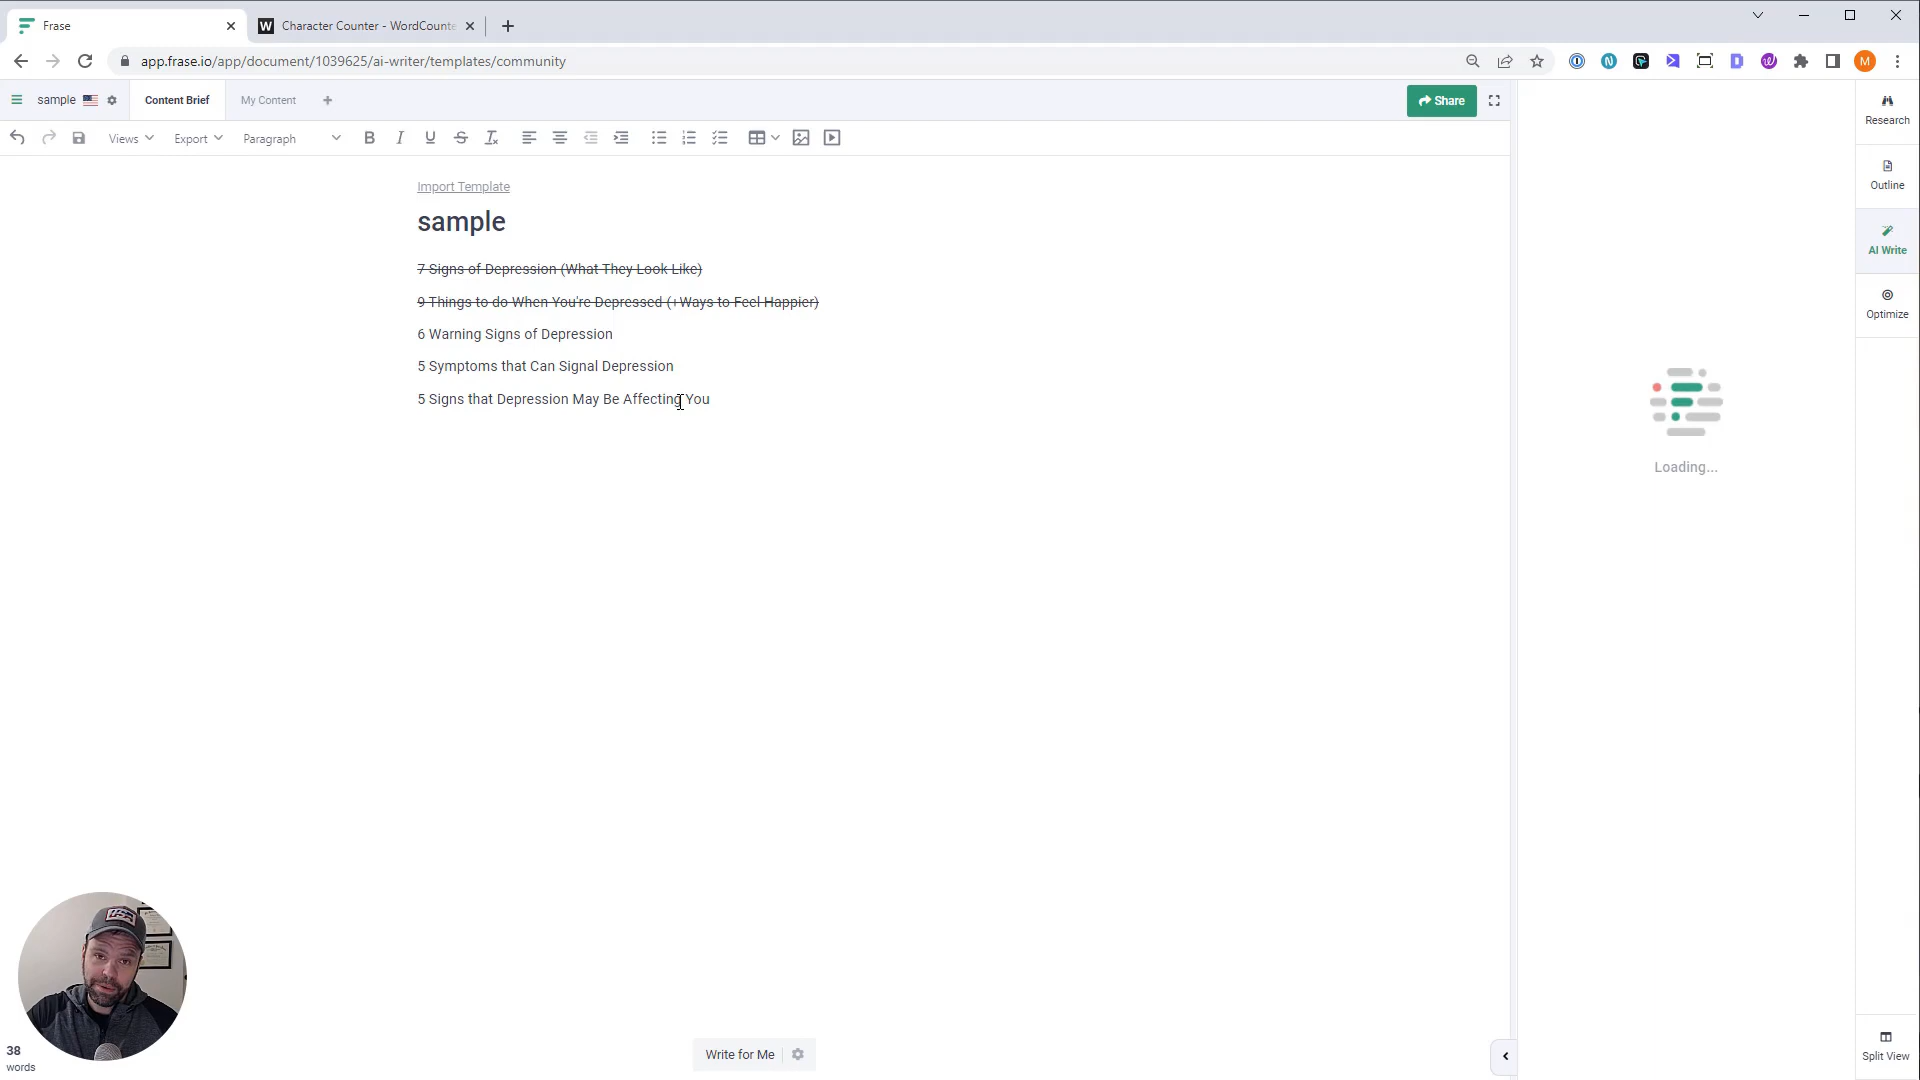 Frase
Character Counter - WordCounte
app.frase.io/app/document/1039625/ai-writer/templates/community
M
sample
Content Brief
My Content
Share
Views
Export
Paragraph
Import Template
sample
7 Signs of Depression (What They Look Like)
9 Things to do When You're Depressed (+Ways to Feel Happier)
6 Warning Signs of Depression
5 Symptoms that Can Signal Depression
5 Signs that Depression May Be Affecting You
Loading...
Research
Outline
AI Write
Optimize
Split View
Write for Me
38
words